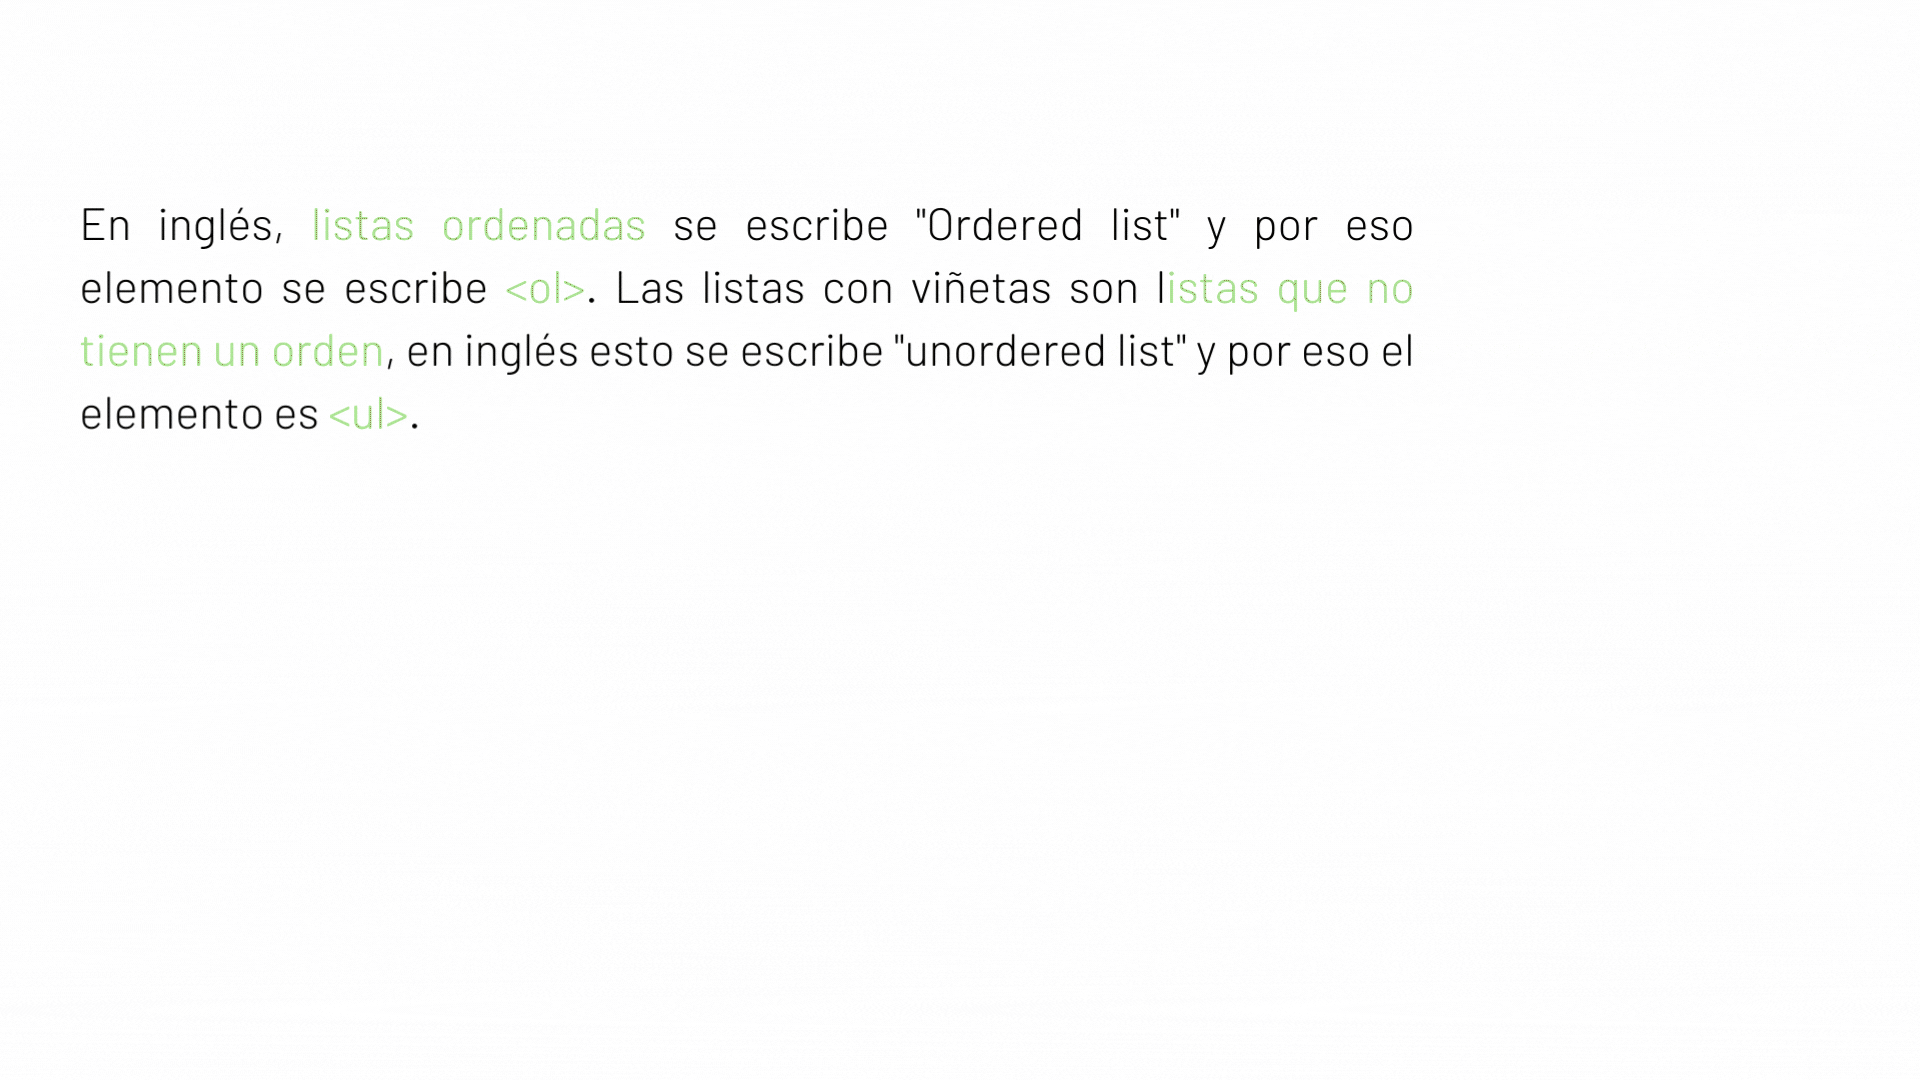 En inglés, listas ordenadas se escribe "Ordered list" y por eso
elemento se escribe <ol>. Las listas con viñetas son listas que no
tienen un orden, en inglés esto se escribe "unordered list" y por eso el
elemento es <ul>.